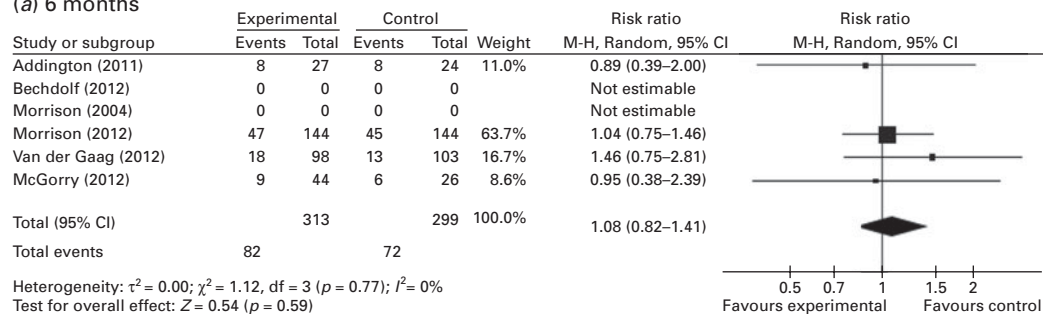 (a) 6 months
Experimental Control Risk ratio Risk ratio
Study or subgroup Events Total Events Total Weight M-H, Random, 95% CI M-H, Random, 95% CI
Addington (2011) 8 27 8 24 11.0% 0.89 (0.39–2.00)
Bechdolf (2012) 0 0 0 0 Not estimable
Morrison (2004) 0 0 0 0 Not estimable
Morrison (2012) 47 144 45 144 63.7% 1.04 (0.75–1.46)
Van der Gaag (2012) 18 98 13 103 16.7% 1.46 (0.75–2.81)
McGorry (2012) 9 44 6 26 8.6% 0.95 (0.38–2.39)
Total (95% CI) 313 299 100.0% 1.08 (0.82–1.41)
Total events 82 72
Heterogeneity: τ² = 0.00; χ² = 1.12, df = 3 (p = 0.77); I² = 0%
Test for overall effect: Z = 0.54 (p = 0.59)
0.5 0.7 1 1.5 2
Favours experimental Favours control